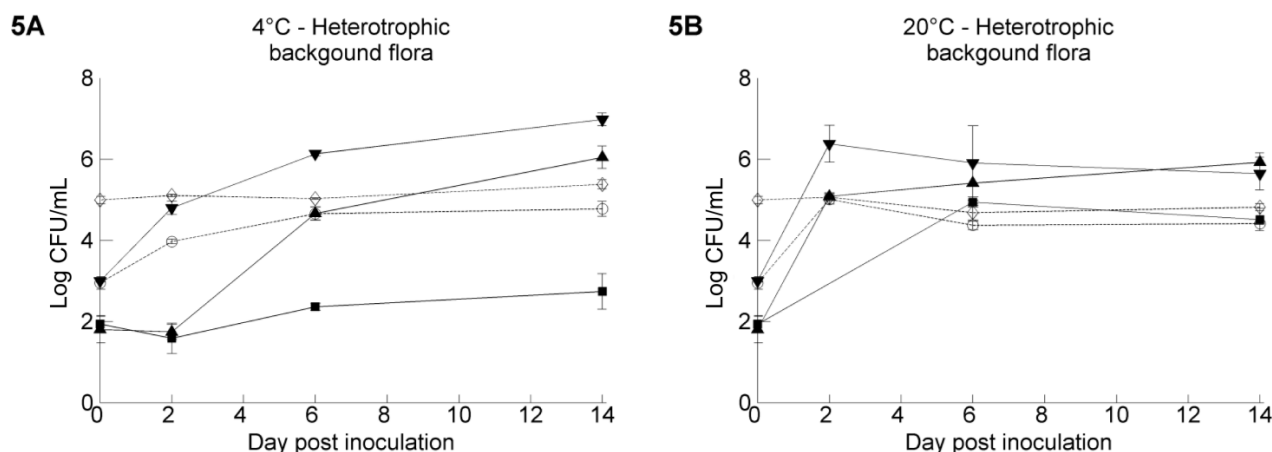 5A
4°C - Heterotrophic
backgound flora
Log CFU/mL
8
6
4
2
0
0 2 4 6 8 10 12 14
Day post inoculation
5B
20°C - Heterotrophic
backgound flora
Log CFU/mL
8
6
4
2
0
0 2 4 6 8 10 12 14
Day post inoculation